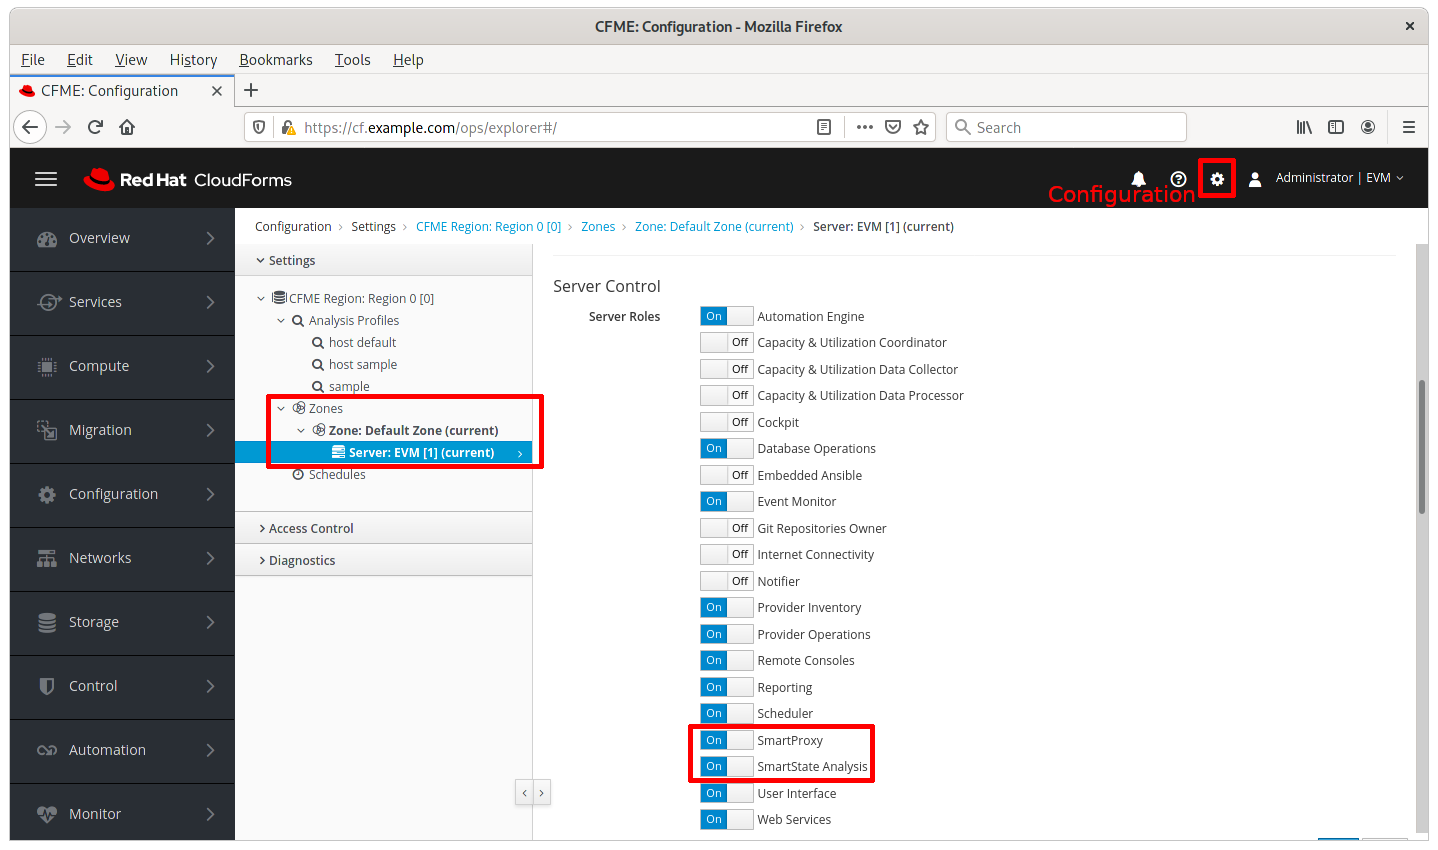 CFME: Configuration - Mozilla Firefox
File Edit View History Bookmarks Tools Help
CFME: Configuration
https://cf.example.com/ops/explorer#/
Search
Red Hat CloudForms
Configuration
Administrator | EVM
Configuration > Settings > CFME Region: Region 0 [0] > Zones > Zone: Default Zone (current) > Server: EVM [1] (current)
Overview
Services
Compute
Migration
Configuration
Networks
Storage
Control
Automation
Monitor
Settings
CFME Region: Region 0 [0]
Analysis Profiles
host default
host sample
sample
Zones
Zone: Default Zone (current)
Server: EVM [1] (current)
Schedules
Access Control
Diagnostics
Server Control
Server Roles
On Automation Engine
Off Capacity & Utilization Coordinator
Off Capacity & Utilization Data Collector
Off Capacity & Utilization Data Processor
Off Cockpit
On Database Operations
Off Embedded Ansible
On Event Monitor
Off Git Repositories Owner
Off Internet Connectivity
Off Notifier
On Provider Inventory
On Provider Operations
On Remote Consoles
On Reporting
On Scheduler
On SmartProxy
On SmartState Analysis
On User Interface
On Web Services